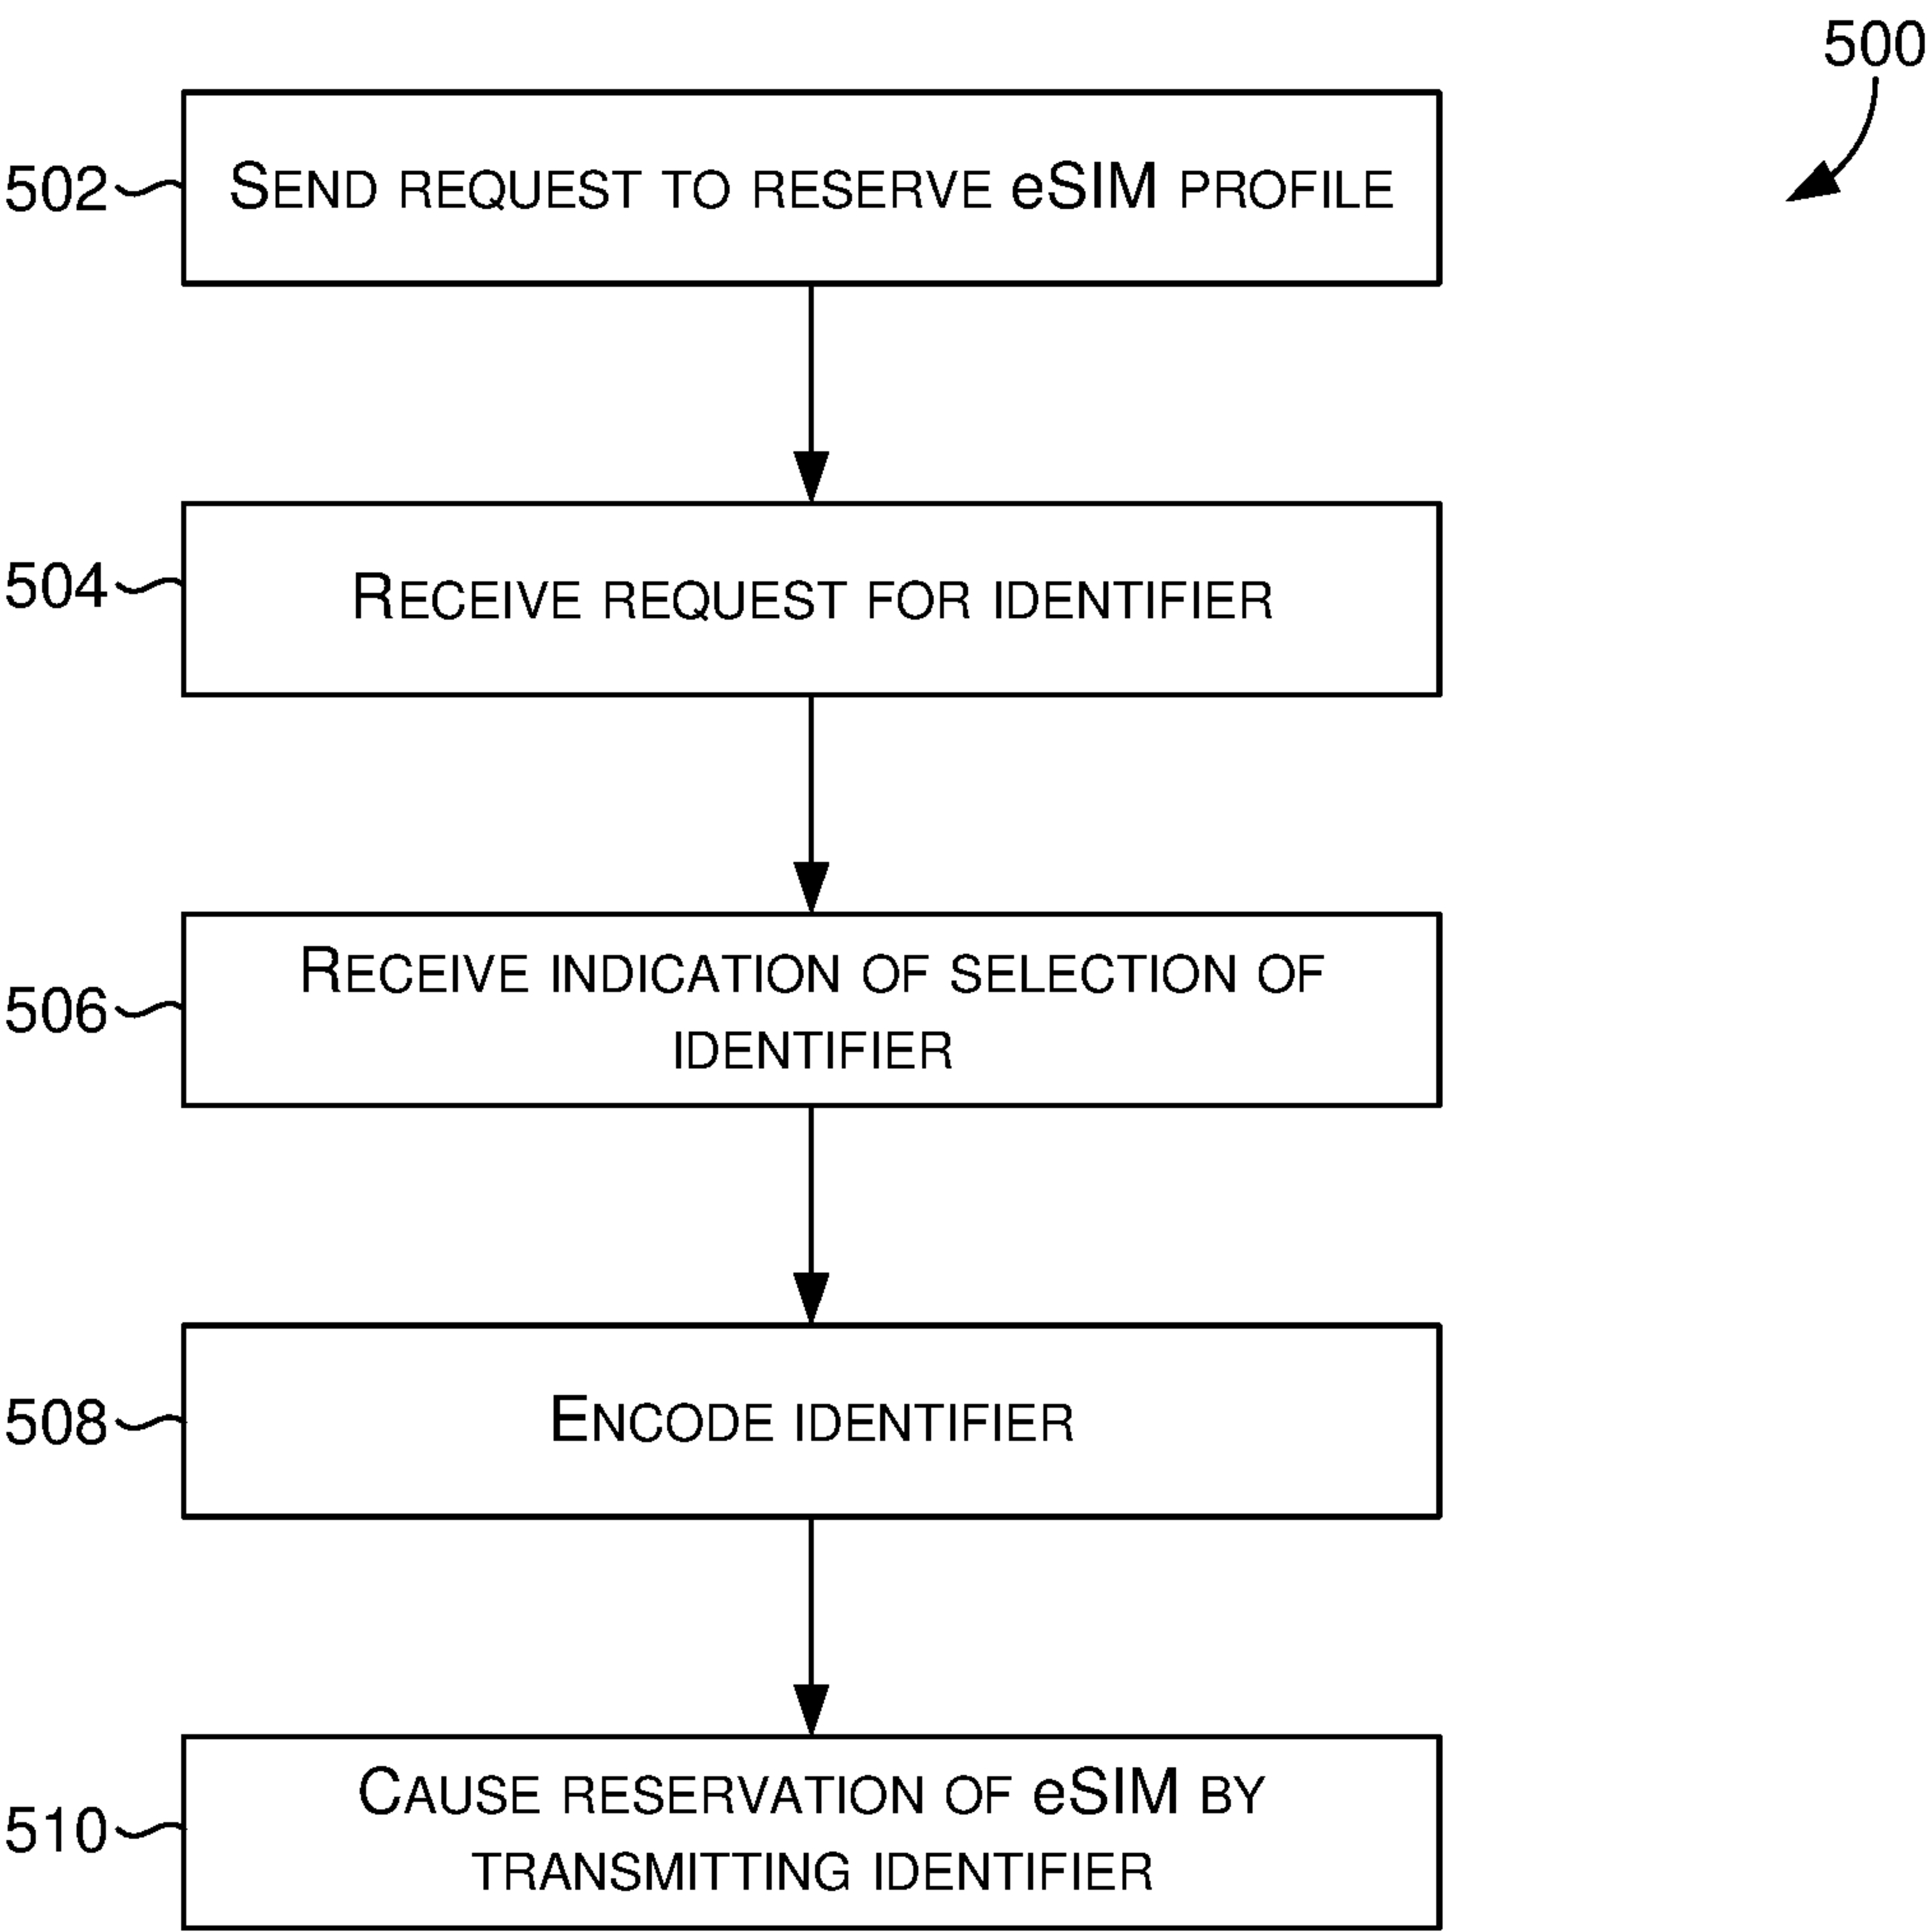 500
502
SEND REQUEST TO RESERVE eSIM PROFILE
504
RECEIVE REQUEST FOR IDENTIFIER
506
RECEIVE INDICATION OF SELECTION OF
IDENTIFIER
508
ENCODE IDENTIFIER
510
CAUSE RESERVATION OF eSIM BY
TRANSMITTING IDENTIFIER